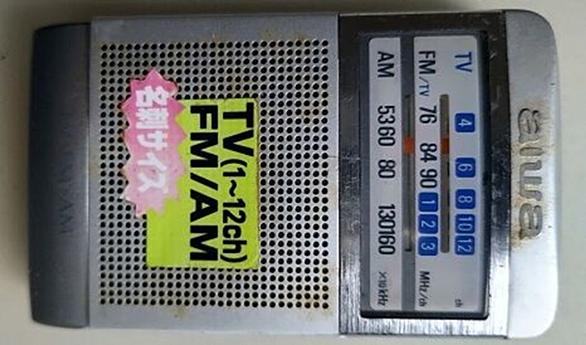 aiwa
TV 4 6 8 10 12 ch
FM/TV 76 84 90 1 2 3 MHz/ch
AM 53 60 80 130 160 ×10kHz
TV(1~12ch)
FM/AM
名刺サイズ